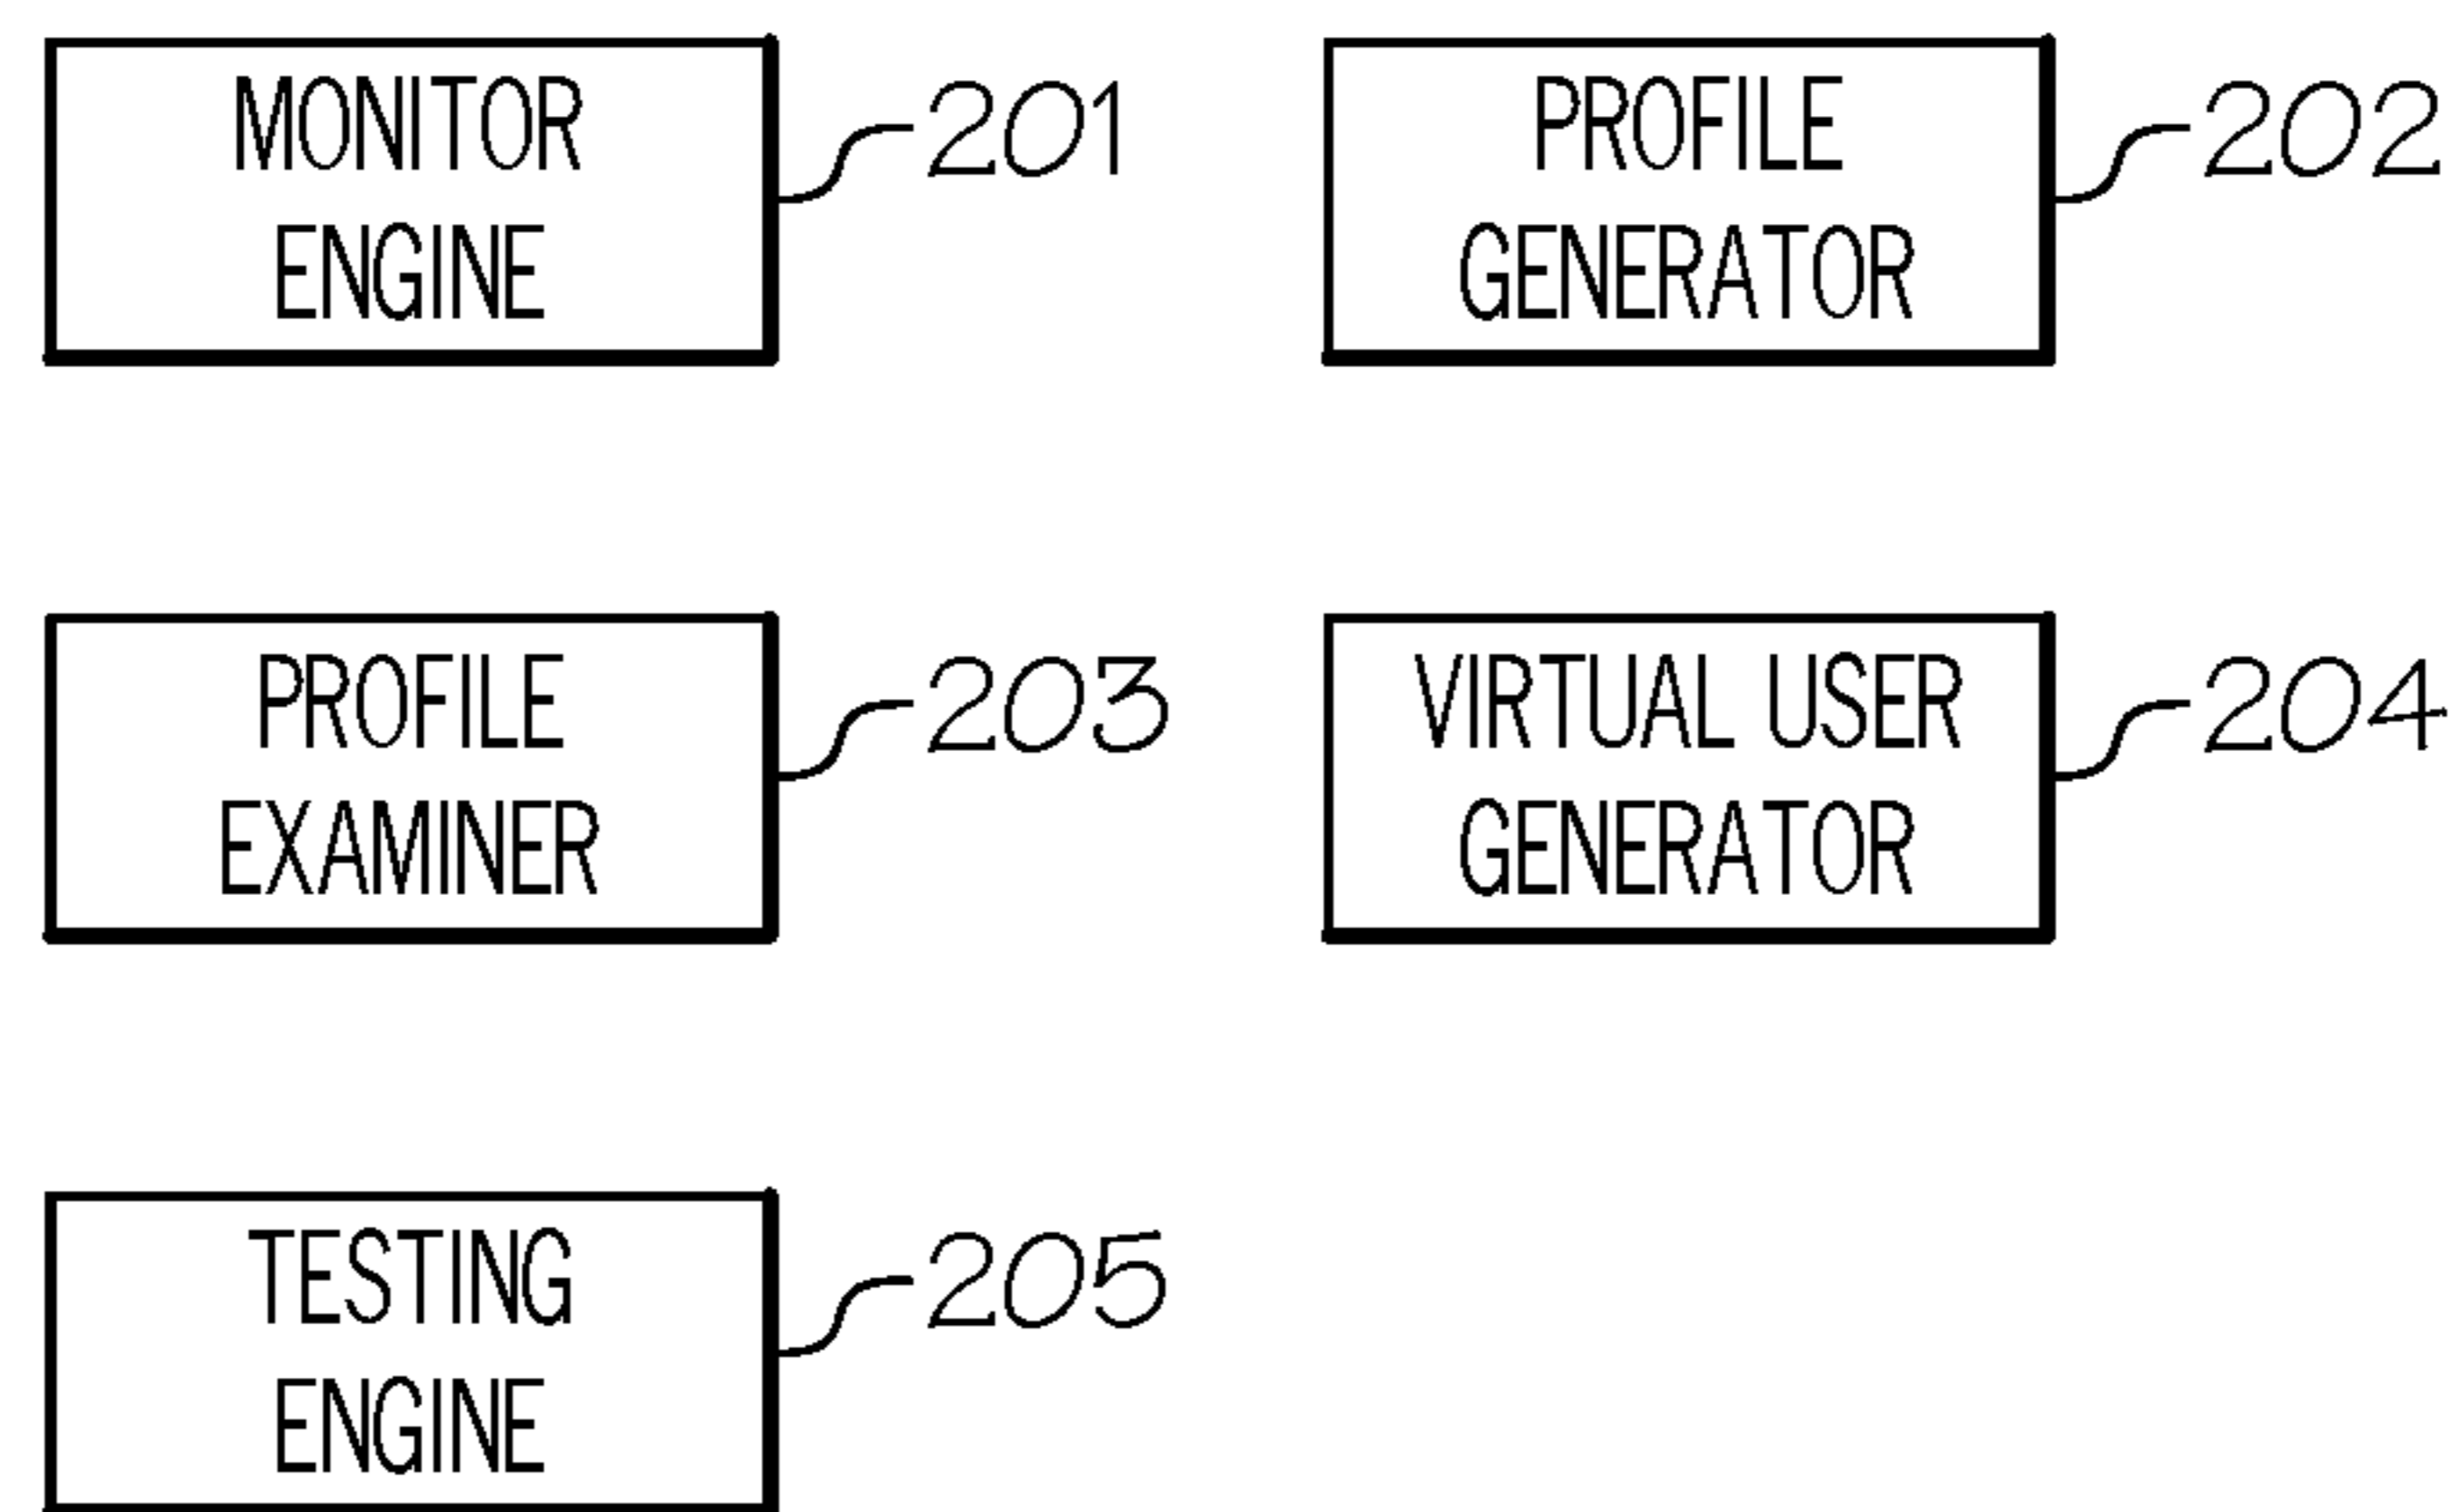 MONITOR
ENGINE
201
PROFILE
GENERATOR
202
PROFILE
EXAMINER
203
VIRTUAL USER
GENERATOR
204
TESTING
ENGINE
205